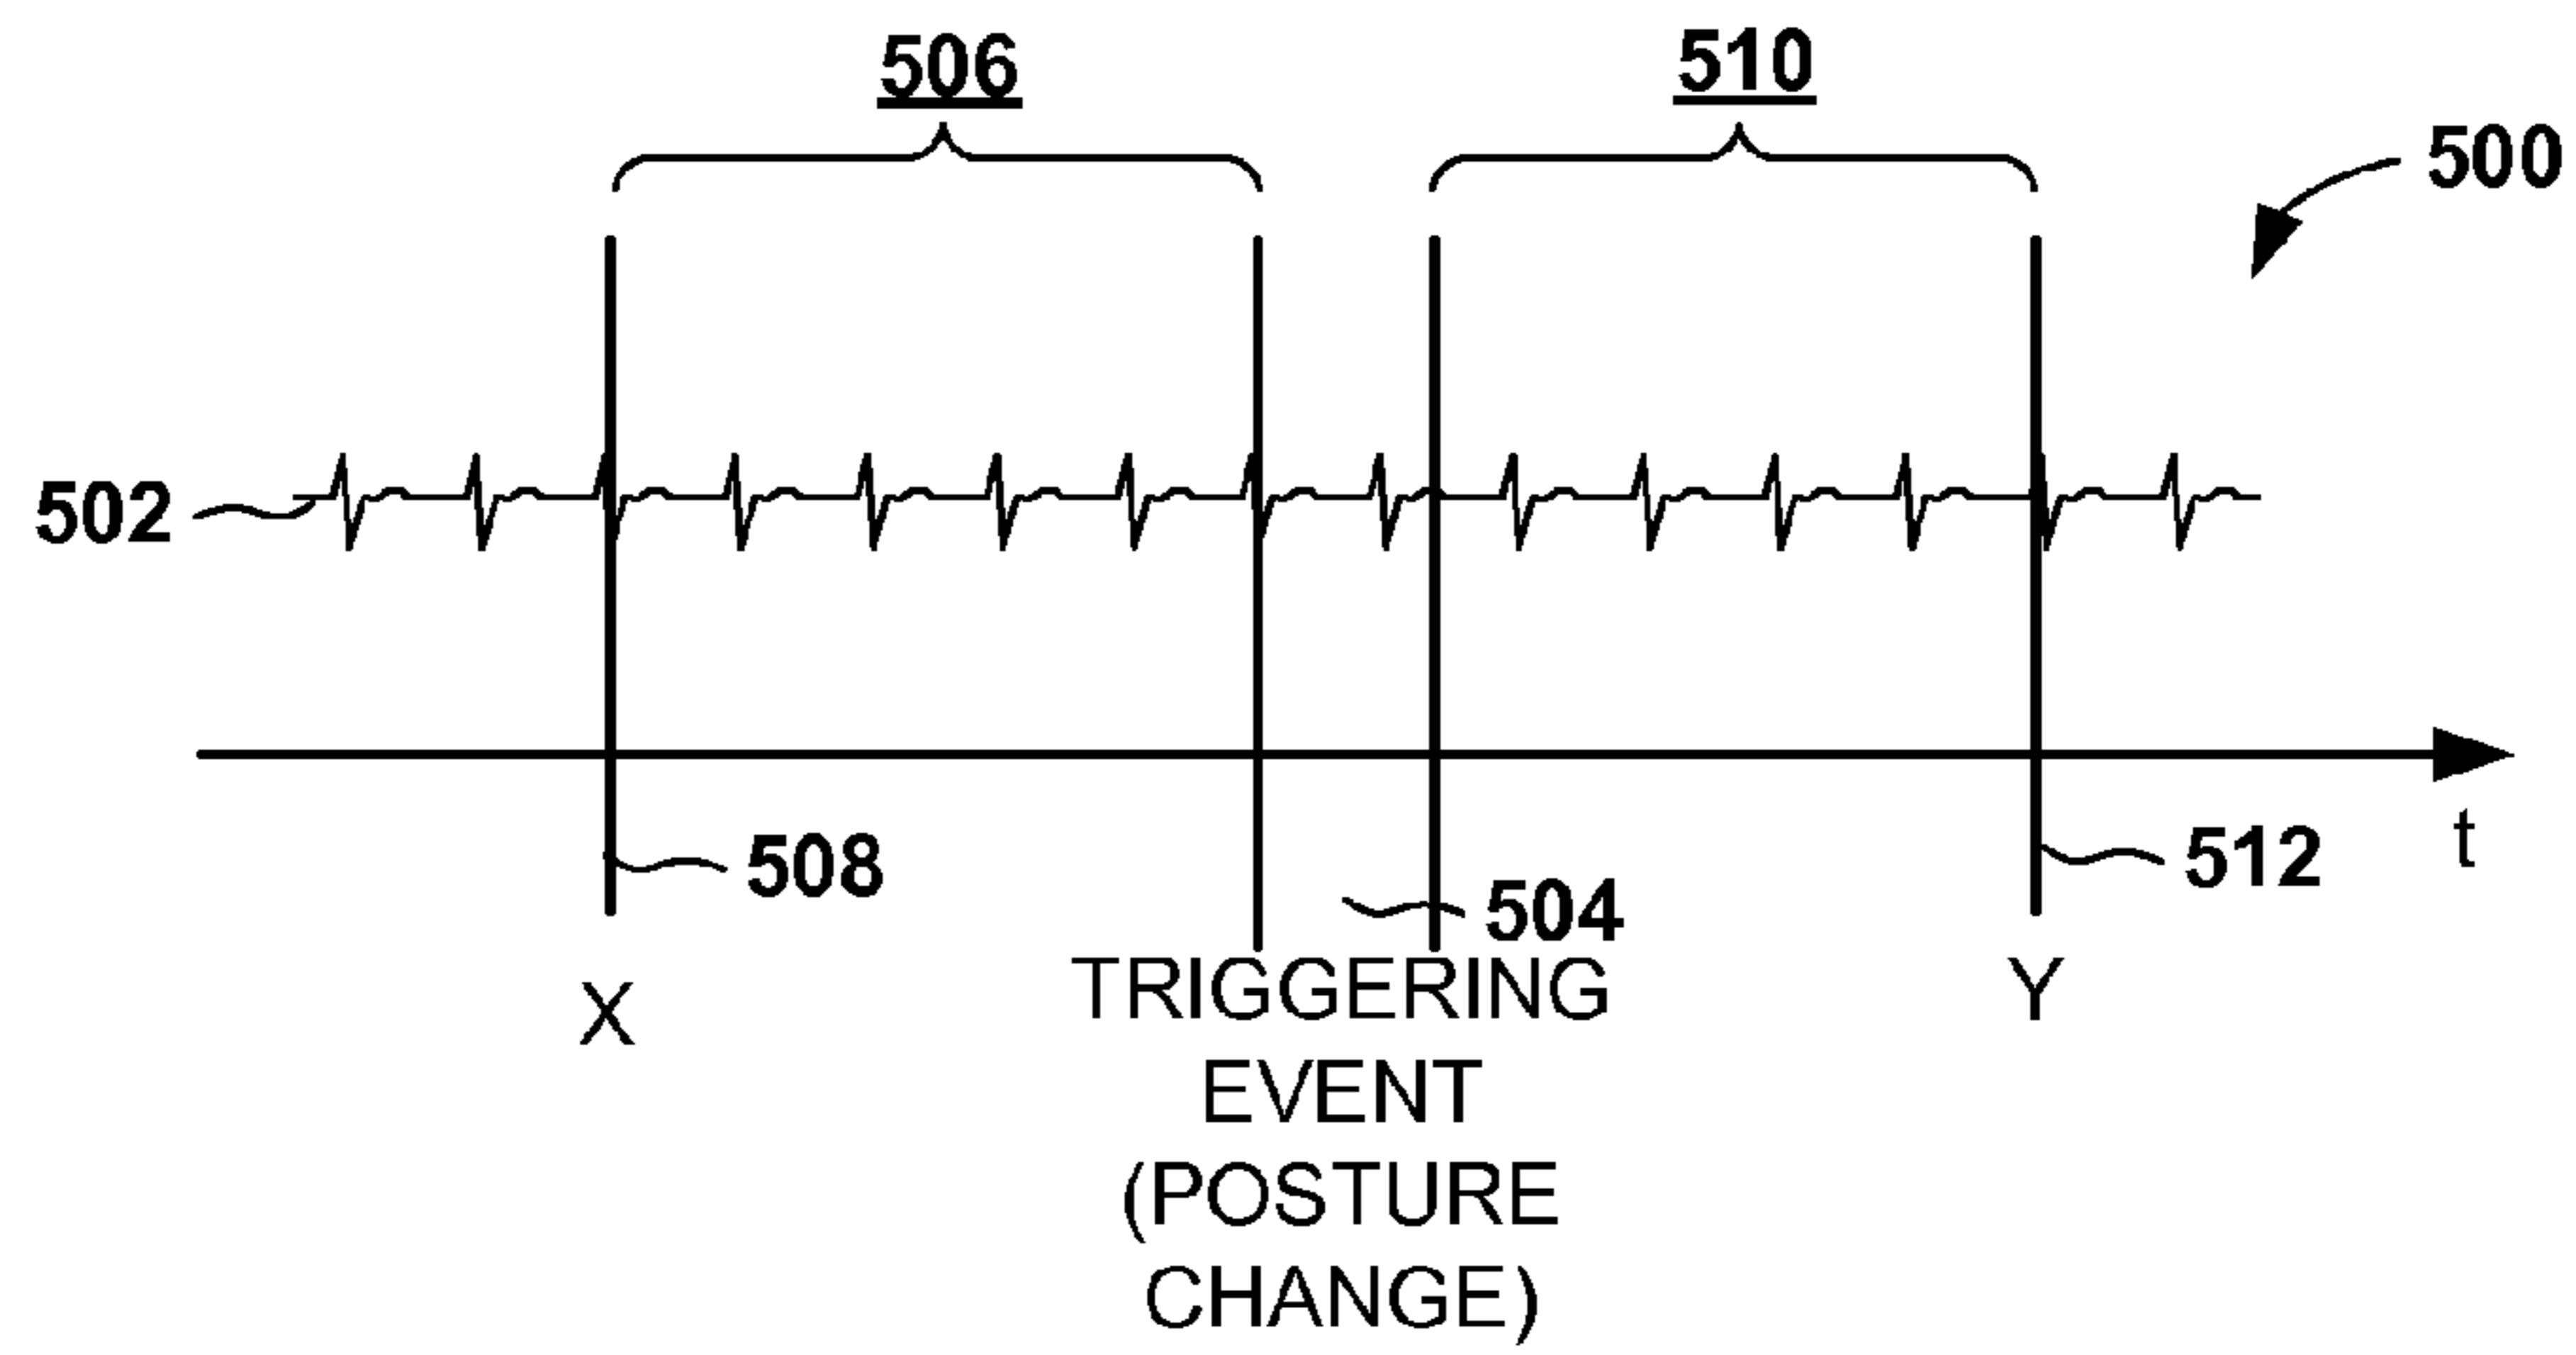 506
510
500
502
508
504
512
t
X
TRIGGERING
EVENT
(POSTURE
CHANGE)
Y